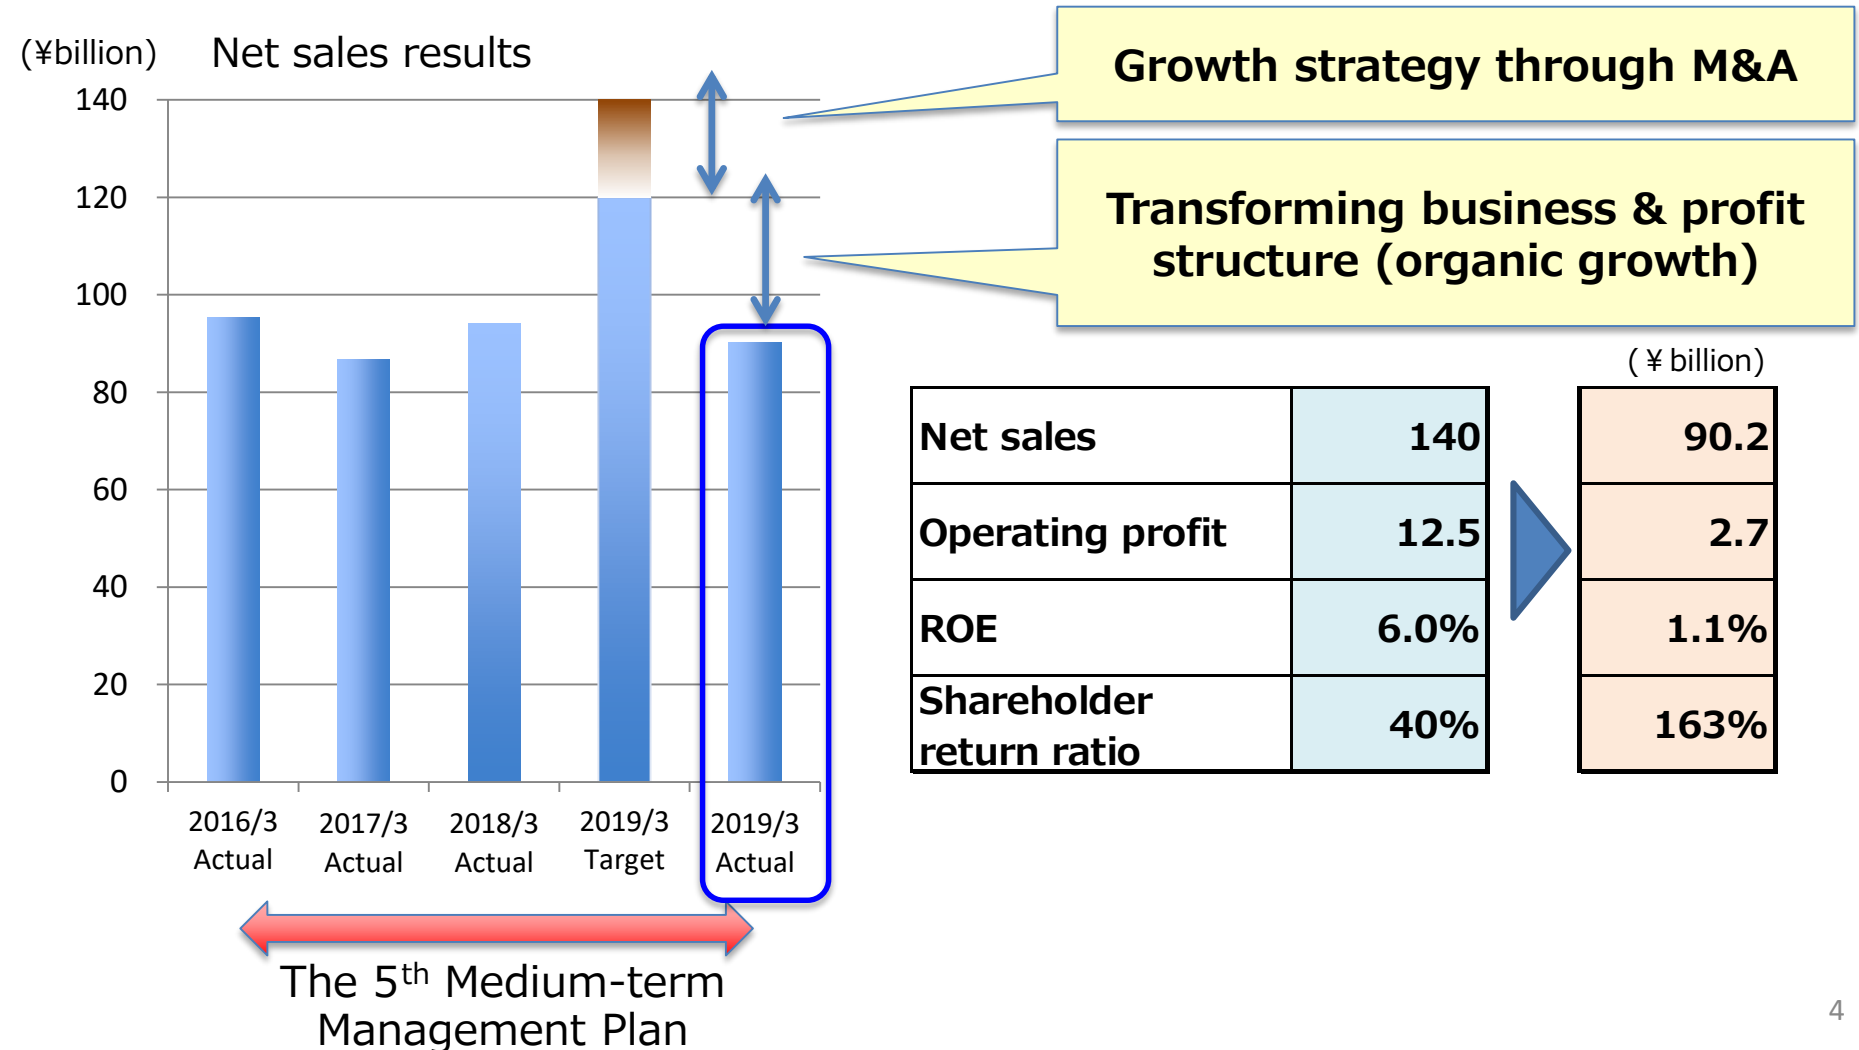 (¥billion)
Net sales results
140
120
100
80
60
40
20
0
2016/3
Actual
2017/3
Actual
2018/3
Actual
2019/3
Target
2019/3
Actual
The 5th Medium-term
Management Plan
Growth strategy through M&A
Transforming business & profit
structure (organic growth)
(¥billion)
Net sales 140 90.2
Operating profit 12.5 2.7
ROE 6.0% 1.1%
Shareholder
return ratio 40% 163%
4